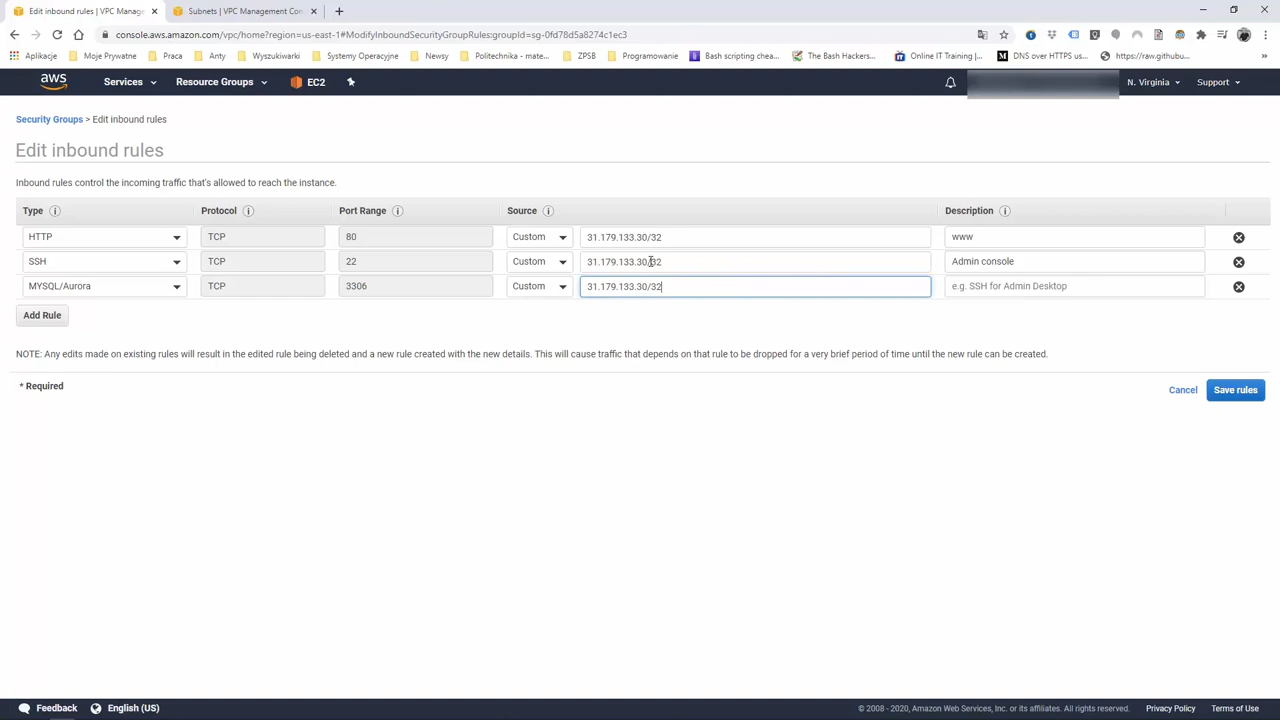 Edit inbound rules | VPC Manag
Subnets | VPC Management Con
console.aws.amazon.com/vpc/home?region=us-east-1#ModifyInboundSecurityGroupRules:groupId=sg-0fd78d5a8274c1ec3
Aplikacje Moje Prywatne Praca Anty Wyszukiwarki Systemy Operacyjne Newsy Politechnika - mate... ZPSB Programowanie Bash scripting chea... The Bash Hackers... Online IT Training |... DNS over HTTPS us... https://raw.githubu...
aws Services Resource Groups EC2 N. Virginia Support
Security Groups > Edit inbound rules
Edit inbound rules
Inbound rules control the incoming traffic that's allowed to reach the instance.
Type Protocol Port Range Source Description
HTTP TCP 80 Custom 31.179.133.30/32 www
SSH TCP 22 Custom 31.179.133.30/32 Admin console
MYSQL/Aurora TCP 3306 Custom 31.179.133.30/32 e.g. SSH for Admin Desktop
Add Rule
NOTE: Any edits made on existing rules will result in the edited rule being deleted and a new rule created with the new details. This will cause traffic that depends on that rule to be dropped for a very brief period of time until the new rule can be created.
* Required
Cancel Save rules
Feedback English (US) © 2008 - 2020, Amazon Web Services, Inc. or its affiliates. All rights reserved. Privacy Policy Terms of Use